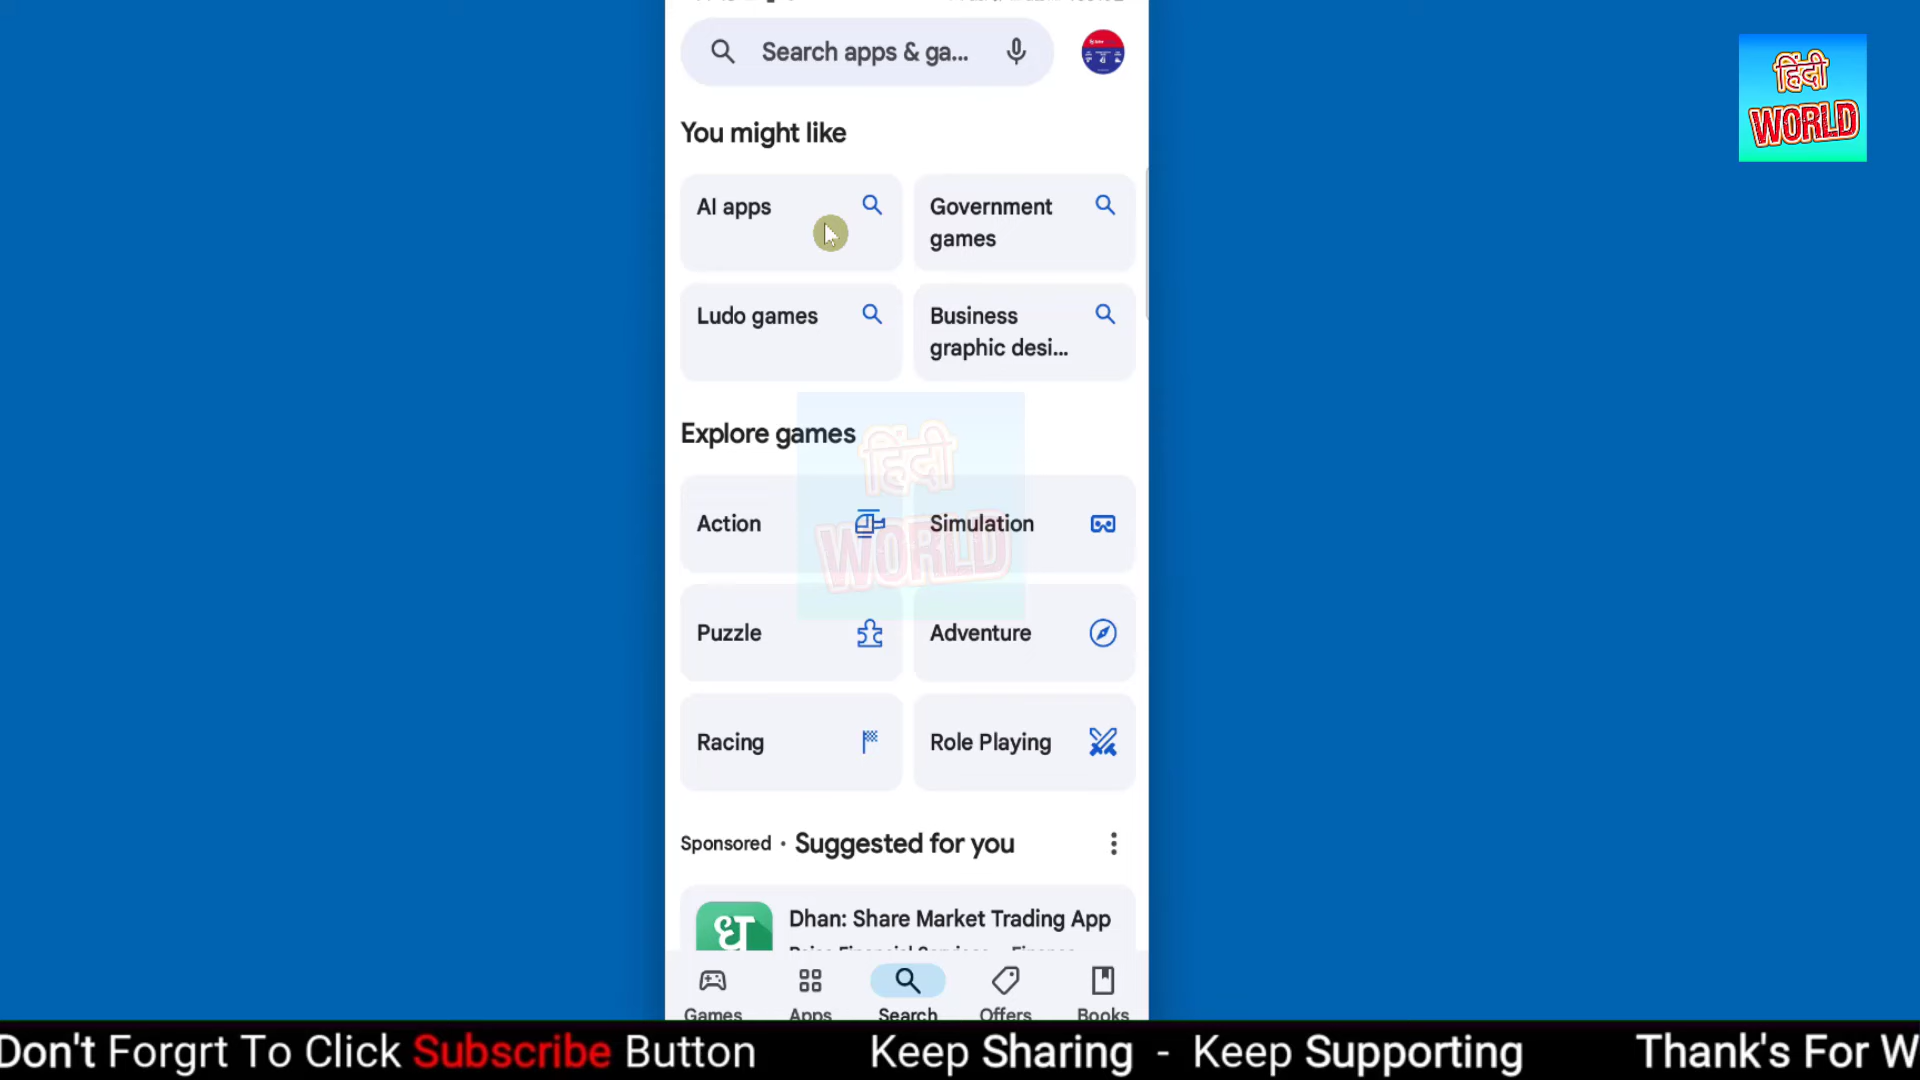 Search apps & ga...
हिंदी
WORLD
You might like
AI apps
Government
games
Ludo games
Business
graphic desi...
Explore games
हिंदी
WORLD
Action
Simulation
Puzzle
Adventure
Racing
Role Playing
Sponsored • Suggested for you
ध
Dhan: Share Market Trading App
Games
Apps
Search
Offers
Books
Don't Forgrt To Click Subscribe Button Keep Sharing - Keep Supporting Thank's For W